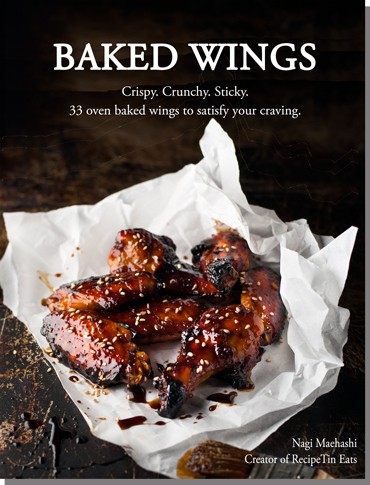 BAKED WINGS
Crispy. Crunchy. Sticky.
33 oven baked wings to satisfy your craving.
Nagi Maehashi
Creator of RecipeTin Eats